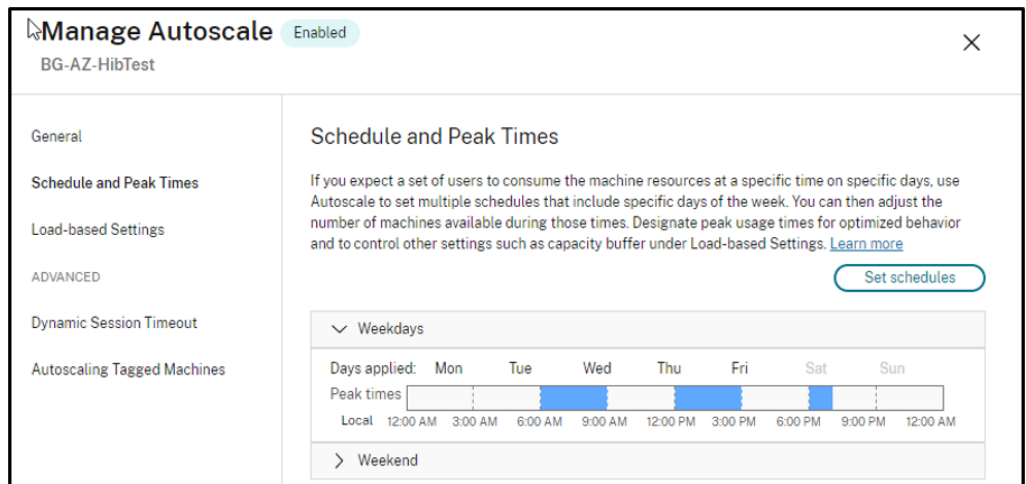 Manage Autoscale Enabled
BG-AZ-HibTest
General
Schedule and Peak Times
Load-based Settings
ADVANCED
Dynamic Session Timeout
Autoscaling Tagged Machines
Schedule and Peak Times
If you expect a set of users to consume the machine resources at a specific time on specific days, use
Autoscale to set multiple schedules that include specific days of the week. You can then adjust the
number of machines available during those times. Designate peak usage times for optimized behavior
and to control other settings such as capacity buffer under Load-based Settings. Learn more
Set schedules
Weekdays
Days applied: Mon Tue Wed Thu Fri Sat Sun
Peak times
Local 12:00 AM 3:00 AM 6:00 AM 9:00 AM 12:00 PM 3:00 PM 6:00 PM 9:00 PM 12:00 AM
Weekend